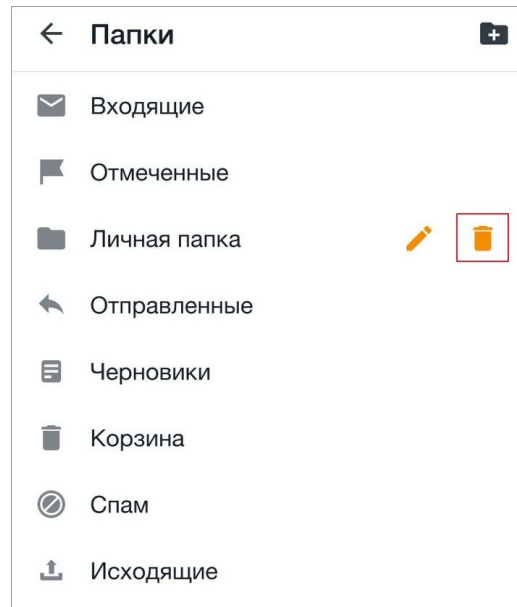 Папки
Входящие
Отмеченные
Личная папка
Отправленные
Черновики
Корзина
Спам
Исходящие